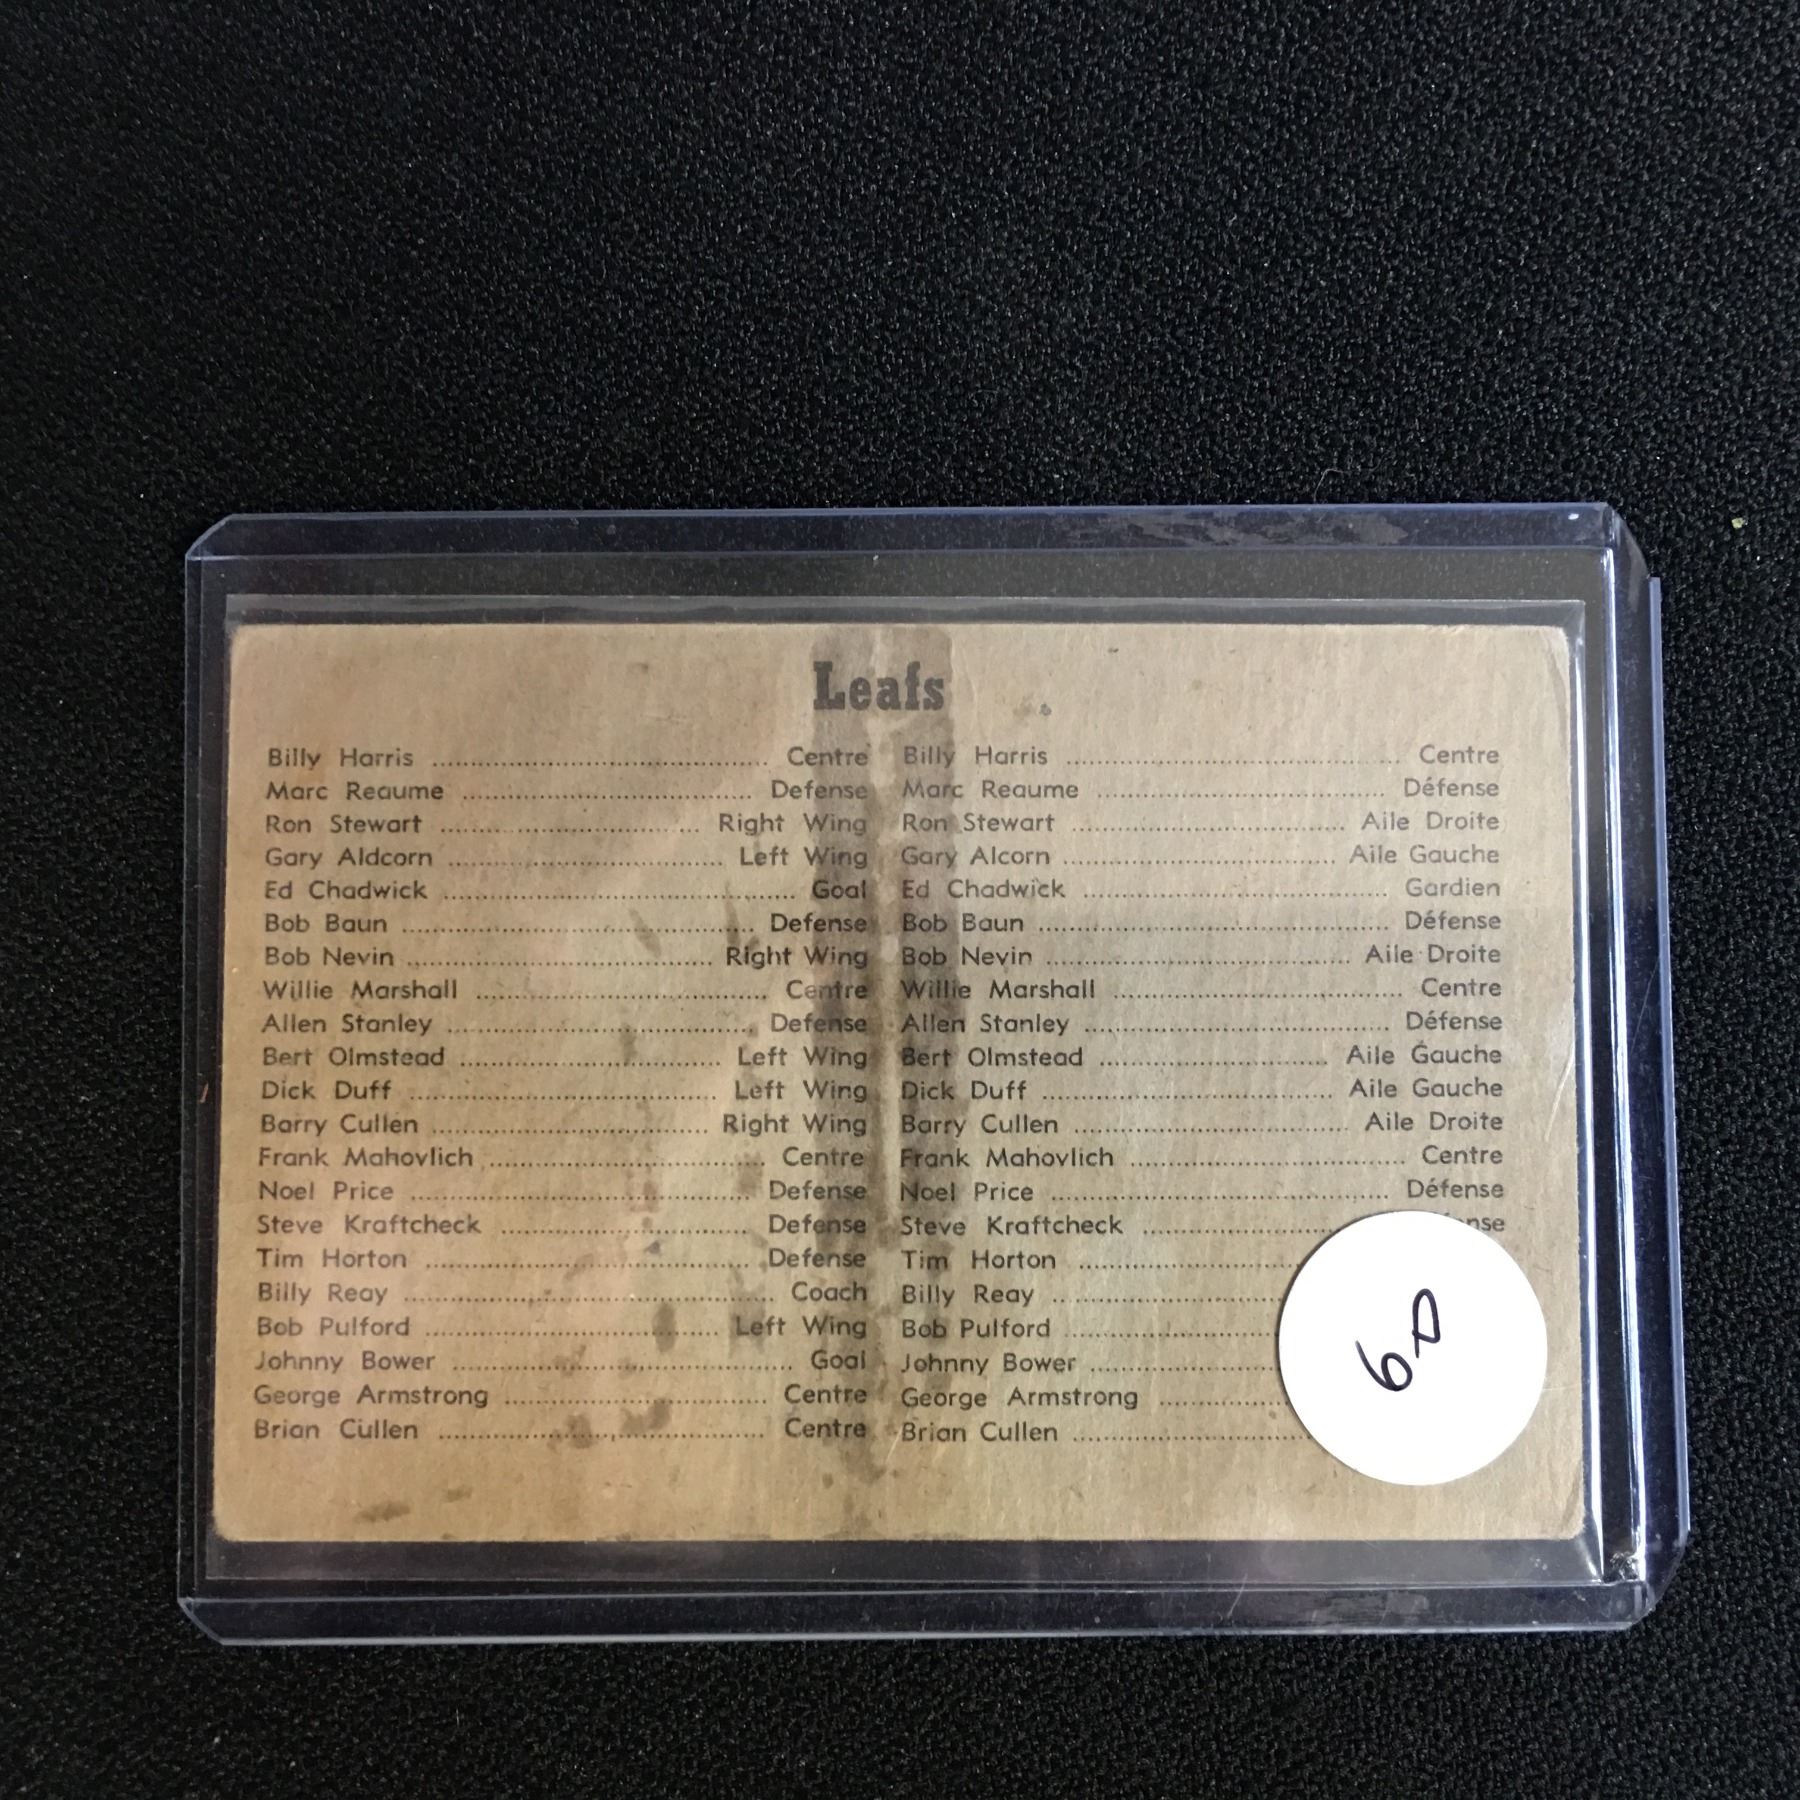 Leafs
Billy Harris .......... Centre
Marc Reaume .......... Defense
Ron Stewart .......... Right Wing
Gary Aldcorn .......... Left Wing
Ed Chadwick .......... Goal
Bob Baun .......... Defense
Bob Nevin .......... Right Wing
Willie Marshall .......... Centre
Allen Stanley .......... Defense
Bert Olmstead .......... Left Wing
Dick Duff .......... Left Wing
Barry Cullen .......... Right Wing
Frank Mahovlich .......... Centre
Noel Price .......... Defense
Steve Kraftcheck .......... Defense
Tim Horton .......... Defense
Billy Reay .......... Coach
Bob Pulford .......... Left Wing
Johnny Bower .......... Goal
George Armstrong .......... Centre
Brian Cullen .......... Centre
Billy Harris .......... Centre
Marc Reaume .......... Défense
Ron Stewart .......... Aile Droite
Gary Alcorn .......... Aile Gauche
Ed Chadwick .......... Gardien
Bob Baun .......... Défense
Bob Nevin .......... Aile Droite
Willie Marshall .......... Centre
Allen Stanley .......... Défense
Bert Olmstead .......... Aile Gauche
Dick Duff .......... Aile Gauche
Barry Cullen .......... Aile Droite
Frank Mahovlich .......... Centre
Noel Price .......... Défense
Steve Kraftcheck ..........
Tim Horton ..........
Billy Reay ..........
Bob Pulford ..........
Johnny Bower ..........
George Armstrong ..........
Brian Cullen ..........